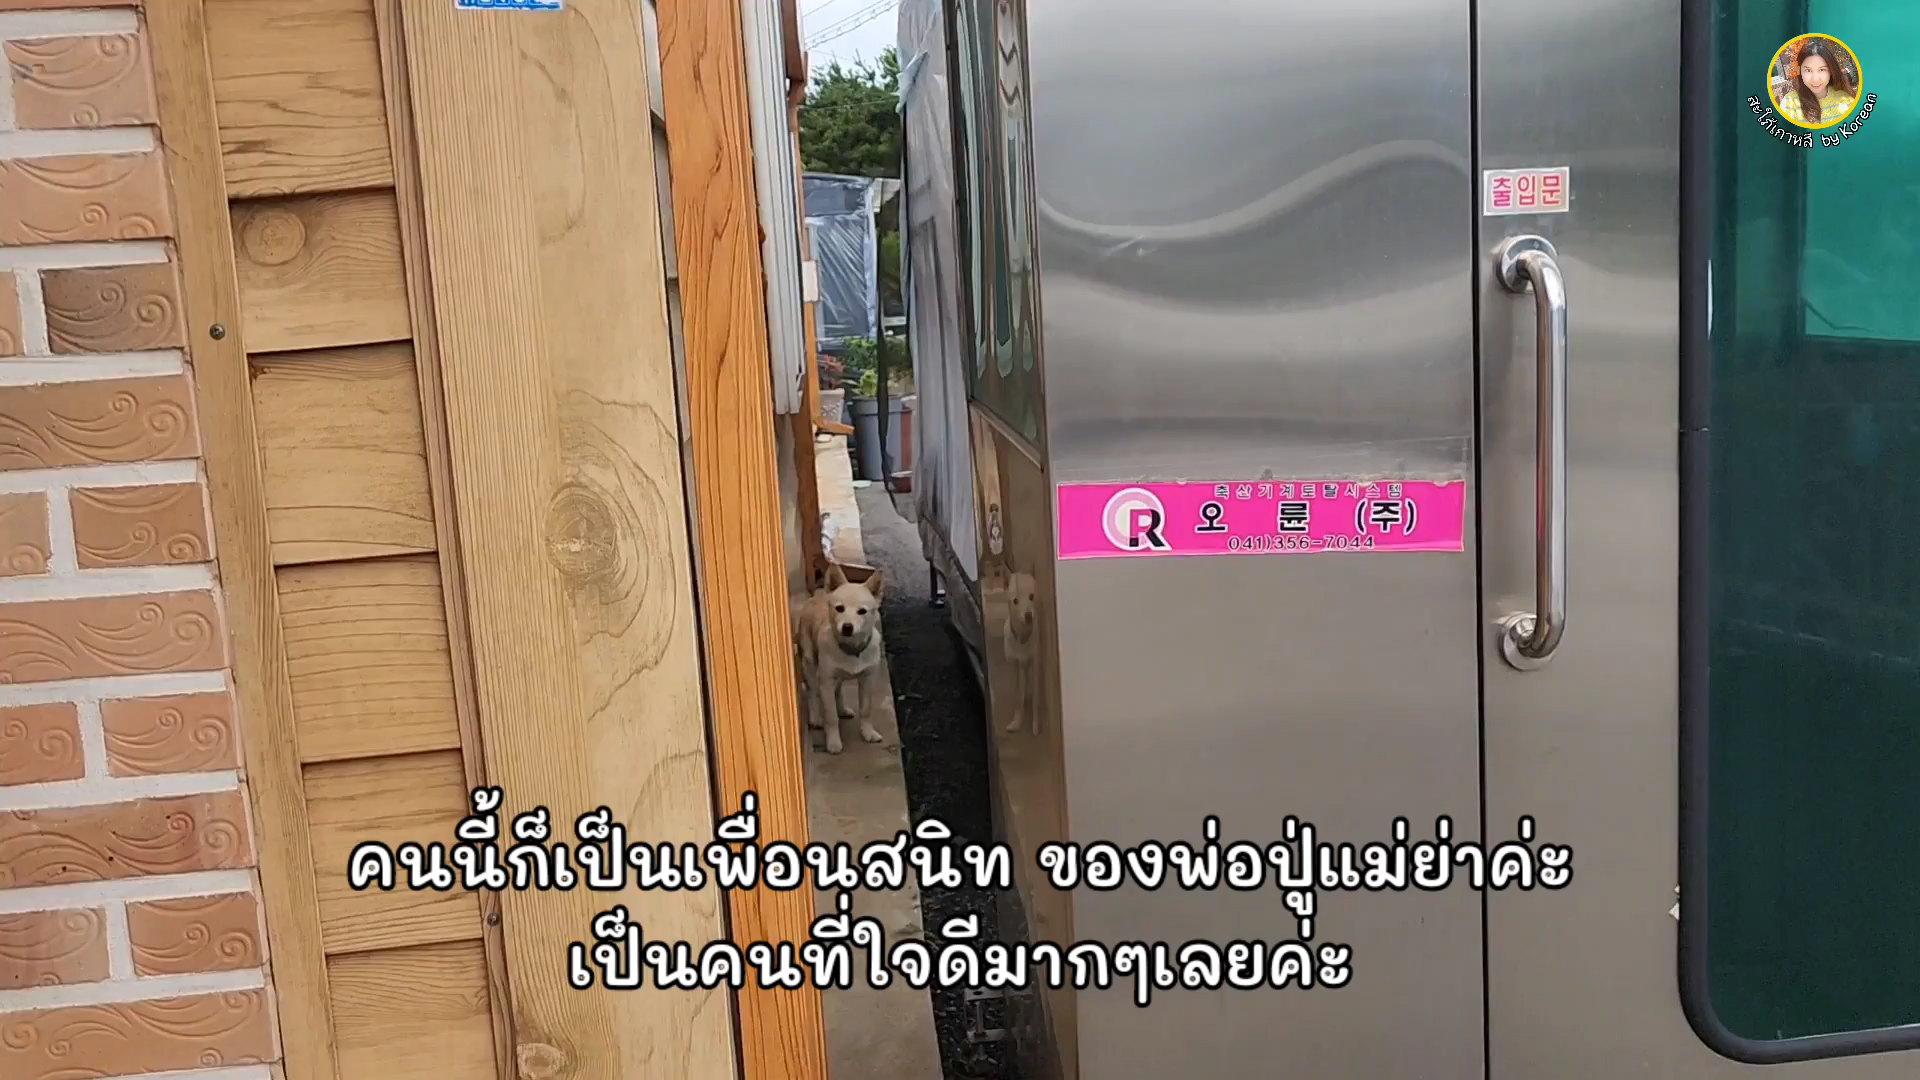 สะใภ้เกาหลี by Korean
출입문
축산기계토탈시스템
R 오륜 (주)
041)356-7044
คนนี้ก็เป็นเพื่อนสนิท ของพ่อปู่แม่ย่าค่ะ
เป็นคนที่ใจดีมากๆเลยค่ะ